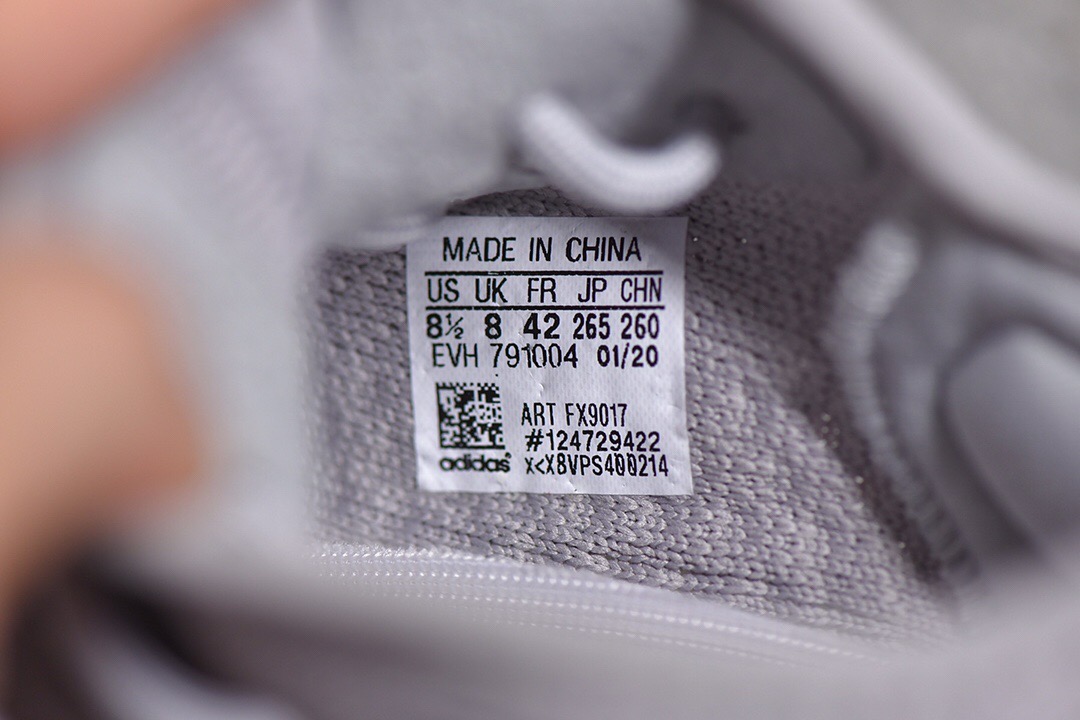 MADE IN CHINA
US UK FR JP CHN
8½ 8 42 265 260
EVH 791004 01/20
ART FX9017
#124729422
adidas x<X8VPS400214